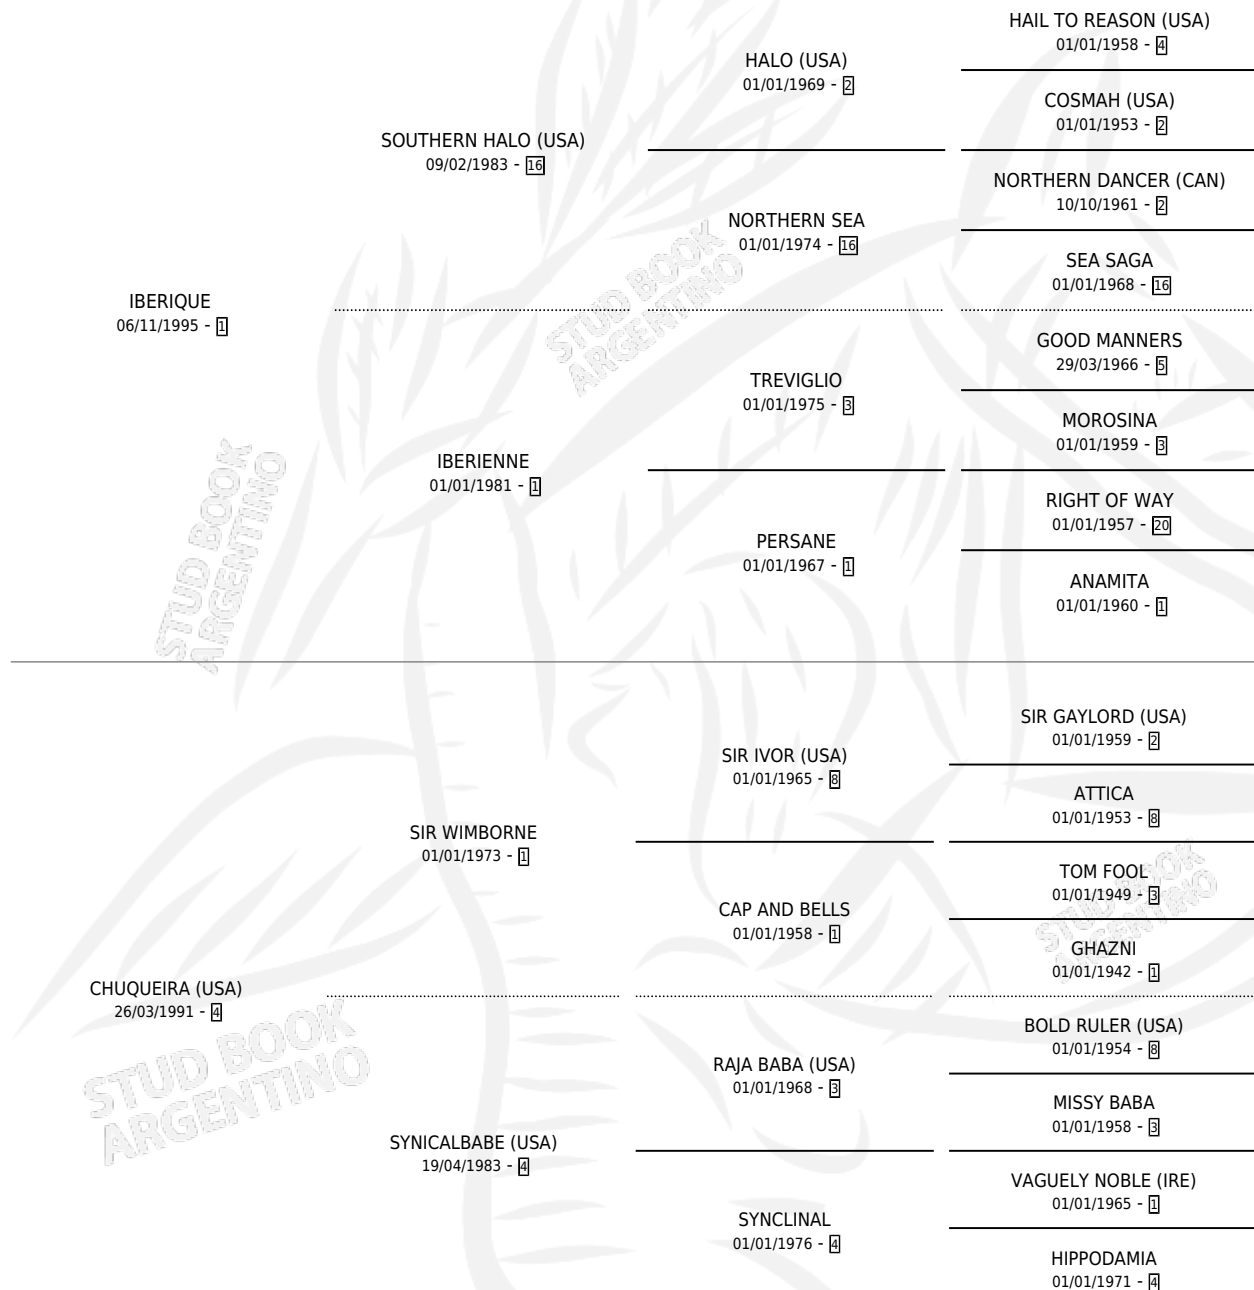 HAIL TO REASON (USA)
01/01/1958 - 4
HALO (USA)
01/01/1969 - 2
COSMAH (USA)
01/01/1953 - 2
SOUTHERN HALO (USA)
09/02/1983 - 16
NORTHERN DANCER (CAN)
10/10/1961 - 2
NORTHERN SEA
01/01/1974 - 16
SEA SAGA
01/01/1968 - 16
IBERIQUE
06/11/1995 - 1
STUD BOOK
ARGENTINO
GOOD MANNERS
29/03/1966 - 5
TREVIGLIO
01/01/1975 - 3
MOROSINA
01/01/1959 - 3
IBERIENNE
01/01/1981 - 1
RIGHT OF WAY
01/01/1957 - 20
PERSANE
01/01/1967 - 1
ANAMITA
01/01/1960 - 1
STUD BOOK
ARGENTINO
SIR GAYLORD (USA)
01/01/1959 - 2
SIR IVOR (USA)
01/01/1965 - 8
ATTICA
01/01/1953 - 8
SIR WIMBORNE
01/01/1973 - 1
TOM FOOL
01/01/1949 - 3
CAP AND BELLS
01/01/1958 - 1
GHAZNI
01/01/1942 - 1
STUD BOOK
ARGENTINO
CHUQUEIRA (USA)
26/03/1991 - 4
STUD BOOK
ARGENTINO
BOLD RULER (USA)
01/01/1954 - 8
RAJA BABA (USA)
01/01/1968 - 3
MISSY BABA
01/01/1958 - 3
SYNICALBABE (USA)
19/04/1983 - 4
VAGUELY NOBLE (IRE)
01/01/1965 - 1
SYNCLINAL
01/01/1976 - 4
HIPPODAMIA
01/01/1971 - 4